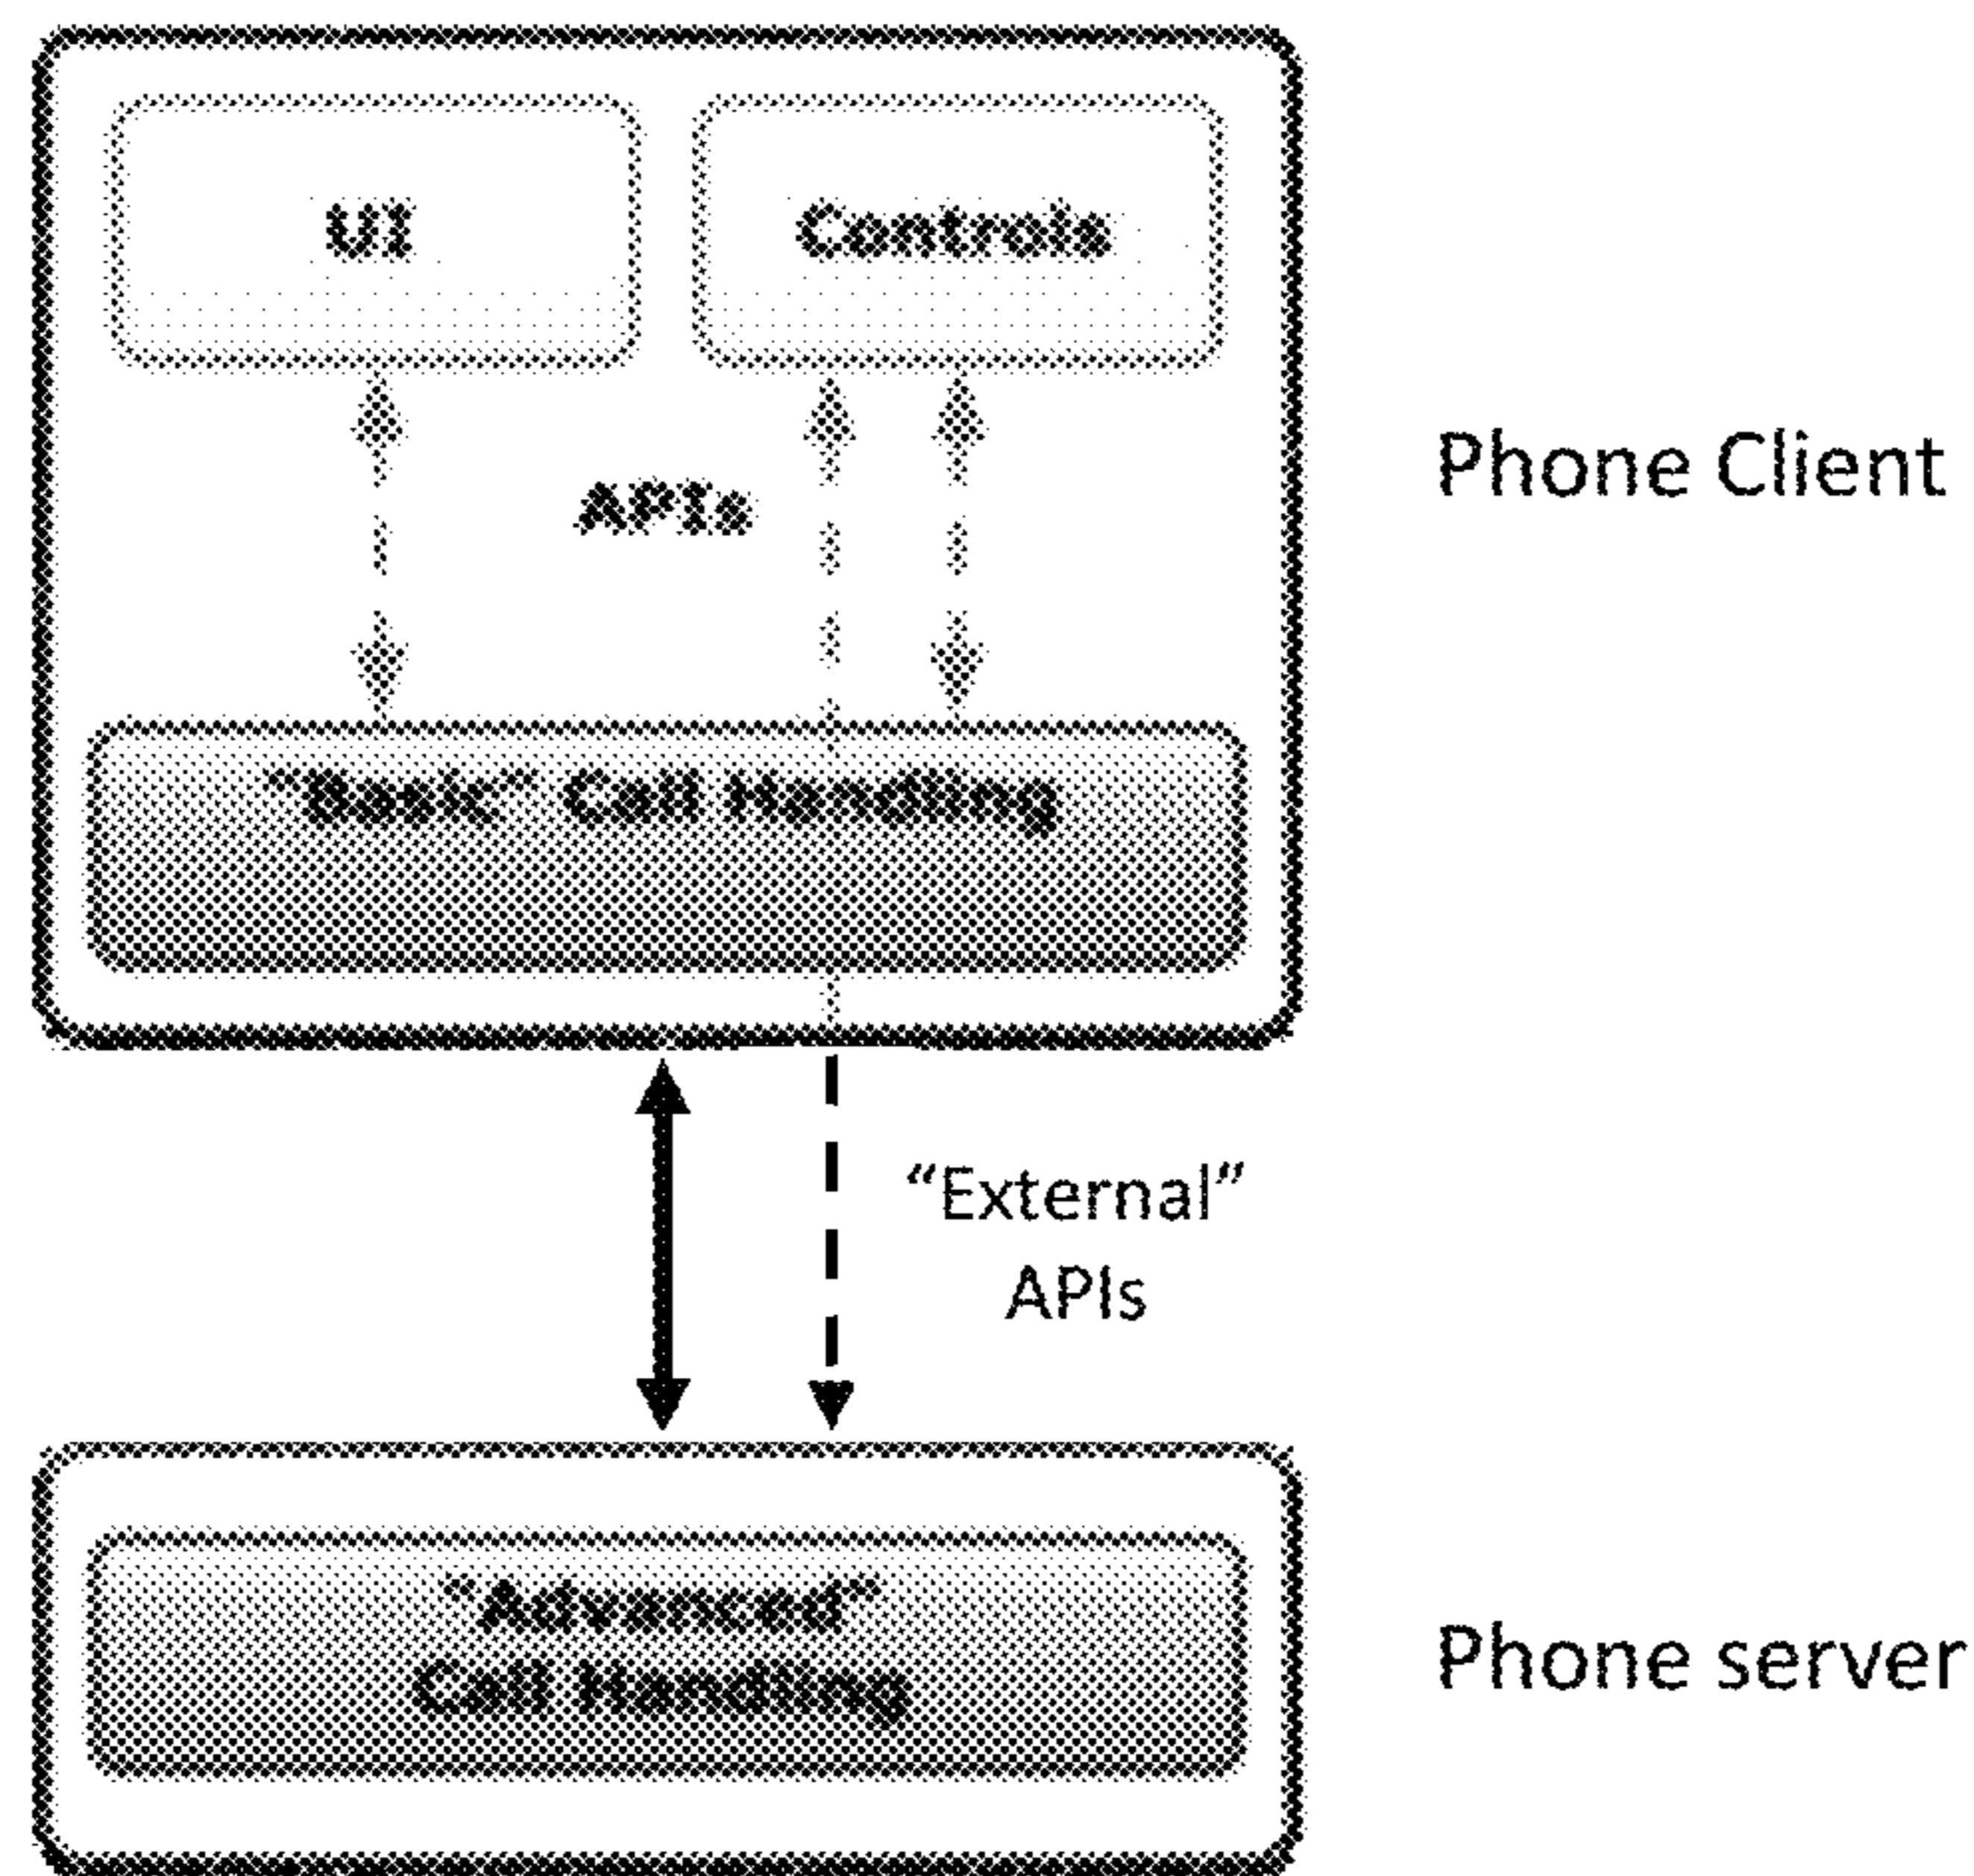 UI
Controls
APIs
Phone Client
"Basic" Call Handling
“External”
APIs
"Advanced"
Call Handling
Phone server